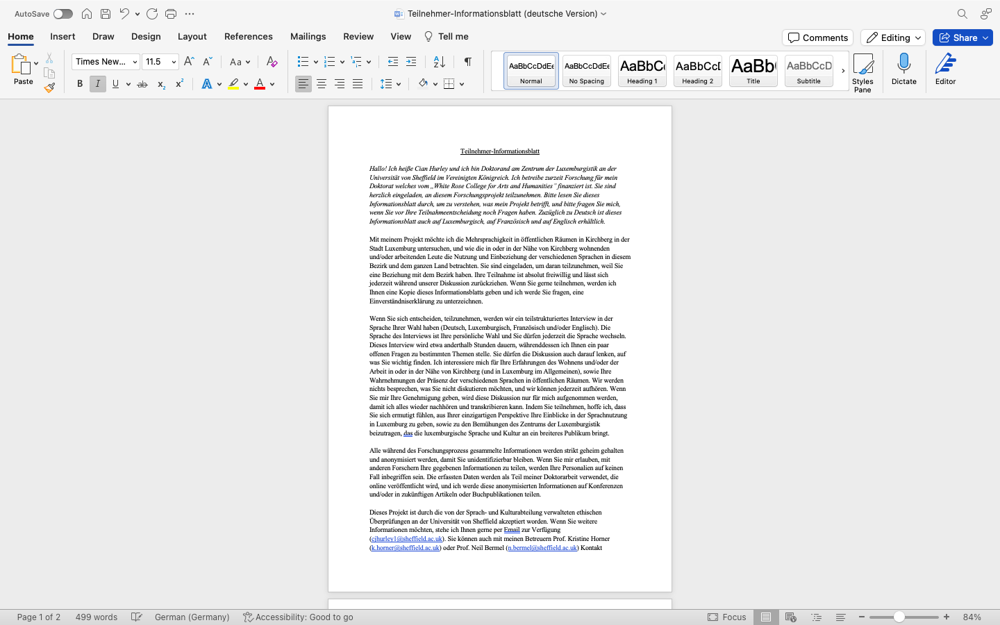 AutoSave
Teilnehmer-Informationsblatt (deutsche Version)
Home Insert Draw Design Layout References Mailings Review View Tell me
Comments Editing Share
Paste
Times New... 11.5
Aa
B I U ab x₂ x² A A
AaBbCcDdEe AaBbCcDdEe AaBbC AaBbCcD AaBb AaBbCcD
Normal No Spacing Heading 1 Heading 2 Title Subtitle
Styles Pane
Dictate
Editor
Teilnehmer-Informationsblatt
Hallo! Ich heiße Cian Hurley und ich bin Doktorand am Zentrum der Luxemburgistik an der
Universität von Sheffield im Vereinigten Königreich. Ich betreibe zurzeit Forschung für mein
Doktorat welches vom „White Rose College for Arts and Humanities" finanziert ist. Sie sind
herzlich eingeladen, an diesem Forschungsprojekt teilzunehmen. Bitte lesen Sie dieses
Informationsblatt durch, um zu verstehen, was mein Projekt betrifft, und bitte fragen Sie mich,
wenn Sie vor Ihre Teilnahmeentscheidung noch Fragen haben. Zuzüglich zu Deutsch ist dieses
Informationsblatt auch auf Luxemburgisch, auf Französisch und auf Englisch erhältlich.
Mit meinem Projekt möchte ich die Mehrsprachigkeit in öffentlichen Räumen in Kirchberg in der
Stadt Luxemburg untersuchen, und wie die in oder in der Nähe von Kirchberg wohnenden
und/oder arbeitenden Leute die Nutzung und Einbeziehung der verschiedenen Sprachen in diesem
Bezirk und dem ganzen Land betrachten. Sie sind eingeladen, um daran teilzunehmen, weil Sie
eine Beziehung mit dem Bezirk haben. Ihre Teilnahme ist absolut freiwillig und lässt sich
jederzeit während unserer Diskussion zurückziehen. Wenn Sie gerne teilnehmen, werden ich
Ihnen eine Kopie dieses Informationsblatts geben und ich werde Sie fragen, eine
Einverständniserklärung zu unterzeichnen.
Wenn Sie sich entscheiden, teilzunehmen, werden wir ein teilstrukturiertes Interview in der
Sprache Ihrer Wahl haben (Deutsch, Luxemburgisch, Französisch und/oder Englisch). Die
Sprache des Interviews ist Ihre persönliche Wahl und Sie dürfen jederzeit die Sprache wechseln.
Dieses Interview wird etwa anderthalb Stunden dauern, währenddessen ich Ihnen ein paar
offenen Fragen zu bestimmten Themen stelle. Sie dürfen die Diskussion auch darauf lenken, auf
was Sie wichtig finden. Ich interessiere mich für Ihre Erfahrungen des Wohnens und/oder der
Arbeit in oder in der Nähe von Kirchberg (und in Luxemburg im Allgemeinen), sowie Ihre
Wahrnehmungen der Präsenz der verschiedenen Sprachen in öffentlichen Räumen. Wir werden
nichts besprechen, was Sie nicht diskutieren möchten, und wir können jederzeit aufhören. Wenn
Sie mir Ihre Genehmigung geben, wird diese Diskussion nur für mich aufgenommen werden,
damit ich alles wieder nachhören und transkribieren kann. Indem Sie teilnehmen, hoffe ich, dass
Sie sich ermutigt fühlen, aus Ihrer einzigartigen Perspektive Ihre Einblicke in der Sprachnutzung
in Luxemburg zu geben, sowie zu den Bemühungen des Zentrums der Luxemburgistik
beizutragen, das die luxemburgische Sprache und Kultur an ein breiteres Publikum bringt.
Alle während des Forschungsprozess gesammelte Informationen werden strikt geheim gehalten
und anonymisiert werden, damit Sie unidentifizierbar bleiben. Wenn Sie mir erlauben, mit
anderen Forschern Ihre gegebenen Informationen zu teilen, werden Ihre Personalien auf keinen
Fall inbegriffen sein. Die erfassten Daten werden als Teil meiner Doktorarbeit verwendet, die
online veröffentlicht wird, und ich werde diese anonymisierten Informationen auf Konferenzen
und/oder in zukünftigen Artikeln oder Buchpublikationen teilen.
Dieses Projekt ist durch die von der Sprach- und Kulturabteilung verwalteten ethischen
Überprüfungen an der Universität von Sheffield akzeptiert worden. Wenn Sie weitere
Informationen möchten, stehe ich Ihnen gerne per Email zur Verfügung
(cjhurley1@sheffield.ac.uk). Sie können auch mit meinen Betreuern Prof. Kristine Horner
(k.horner@sheffield.ac.uk) oder Prof. Neil Bermel (n.bermel@sheffield.ac.uk) Kontakt
Page 1 of 2 499 words German (Germany) Accessibility: Good to go Focus 84%